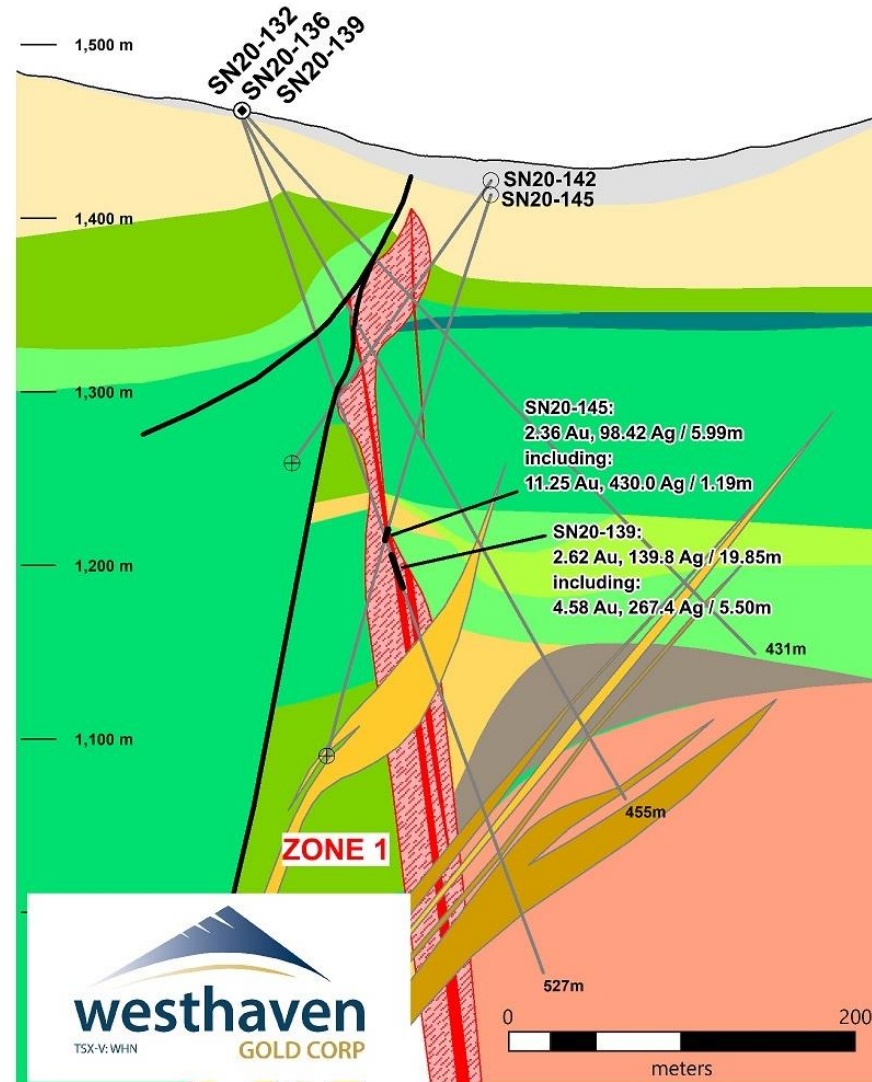 SN20-132
SN20-136
SN20-139
1,500 m
SN20-142
SN20-145
1,400 m
1,300 m
SN20-145:
2.36 Au, 98.42 Ag / 5.99m
including:
11.25 Au, 430.0 Ag / 1.19m
SN20-139:
2.62 Au, 139.8 Ag / 19.85m
including:
4.58 Au, 267.4 Ag / 5.50m
1,200 m
431m
1,100 m
455m
ZONE 1
527m
westhaven
TSX-V: WHN
GOLD CORP
0
200
meters